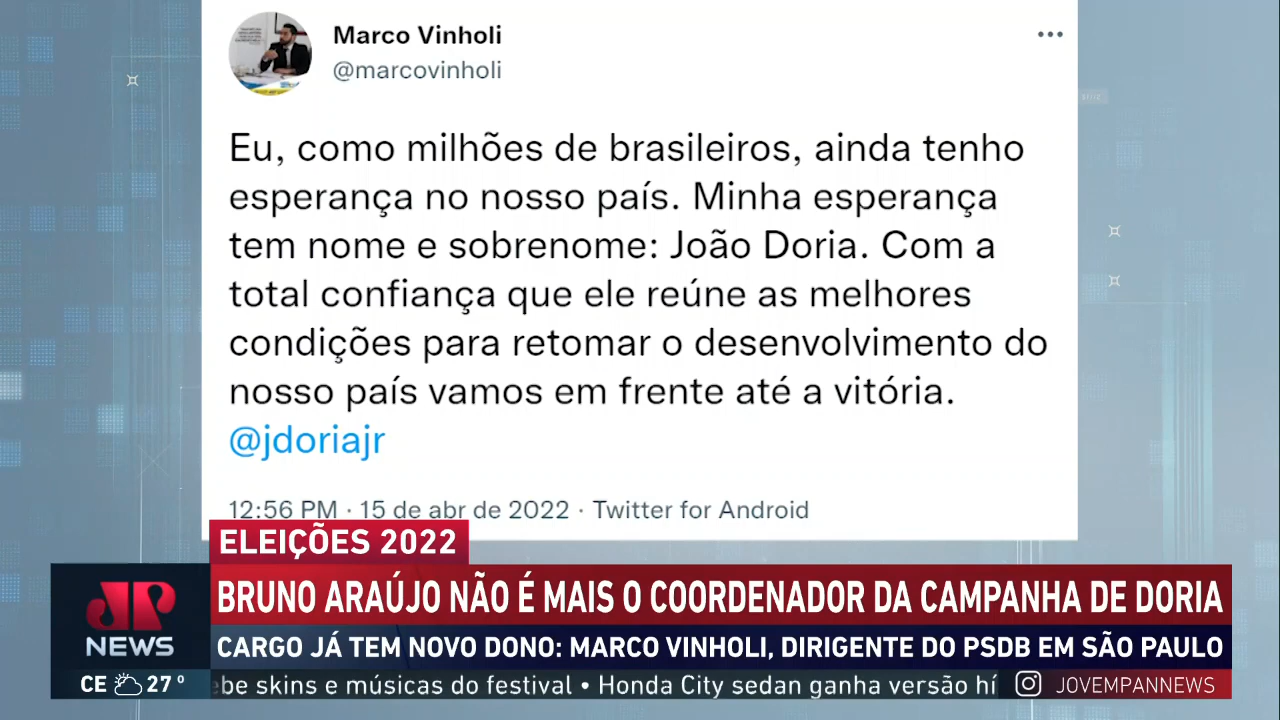 Marco Vinholi
@marcovinholi
Eu, como milhões de brasileiros, ainda tenho
esperança no nosso país. Minha esperança
tem nome e sobrenome: João Doria. Com a
total confiança que ele reúne as melhores
condições para retomar o desenvolvimento do
nosso país vamos em frente até a vitória.
@jdoriajr
12:56 PM · 15 de abr de 2022 · Twitter for Android
ELEIÇÕES 2022
BRUNO ARAÚJO NÃO É MAIS O COORDENADOR DA CAMPANHA DE DORIA
CARGO JÁ TEM NOVO DONO: MARCO VINHOLI, DIRIGENTE DO PSDB EM SÃO PAULO
JP
NEWS
CE 27 º
ebe skins e músicas do festival • Honda City sedan ganha versão hí
JOVEMPANNEWS